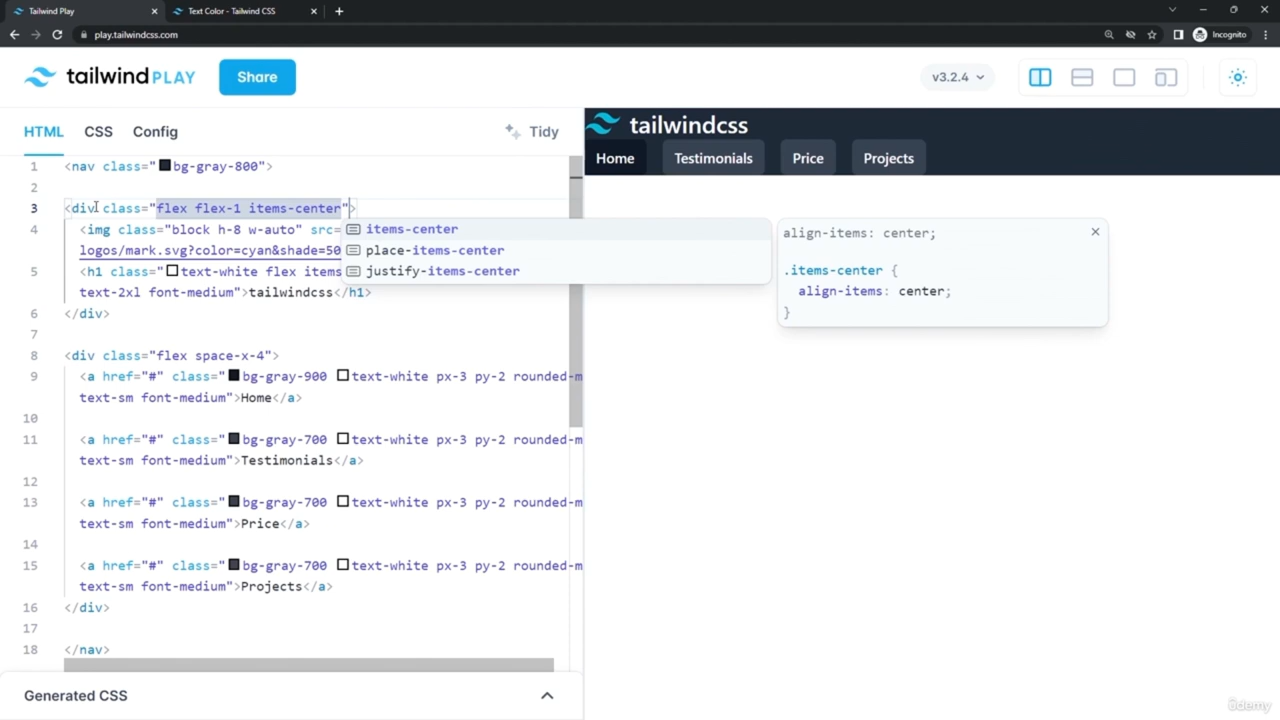 Tailwind Play
Text Color - Tailwind CSS
play.tailwindcss.com
Incognito
tailwind PLAY
Share
v3.2.4
HTML
CSS
Config
Tidy
1 <nav class="bg-gray-800">
2
3 <div class="flex flex-1 items-center">
4 <img class="block h-8 w-auto" src=
logos/mark.svg?color=cyan&shade=50
5 <h1 class="text-white flex items
text-2xl font-medium">tailwindcss</h1>
6 </div>
7
8 <div class="flex space-x-4">
9 <a href="#" class="bg-gray-900 text-white px-3 py-2 rounded-m
text-sm font-medium">Home</a>
10
11 <a href="#" class="bg-gray-700 text-white px-3 py-2 rounded-m
text-sm font-medium">Testimonials</a>
12
13 <a href="#" class="bg-gray-700 text-white px-3 py-2 rounded-m
text-sm font-medium">Price</a>
14
15 <a href="#" class="bg-gray-700 text-white px-3 py-2 rounded-m
text-sm font-medium">Projects</a>
16 </div>
17
18 </nav>
items-center
place-items-center
justify-items-center
align-items: center;
.items-center {
align-items: center;
}
tailwindcss
Home
Testimonials
Price
Projects
Generated CSS
ûdemy